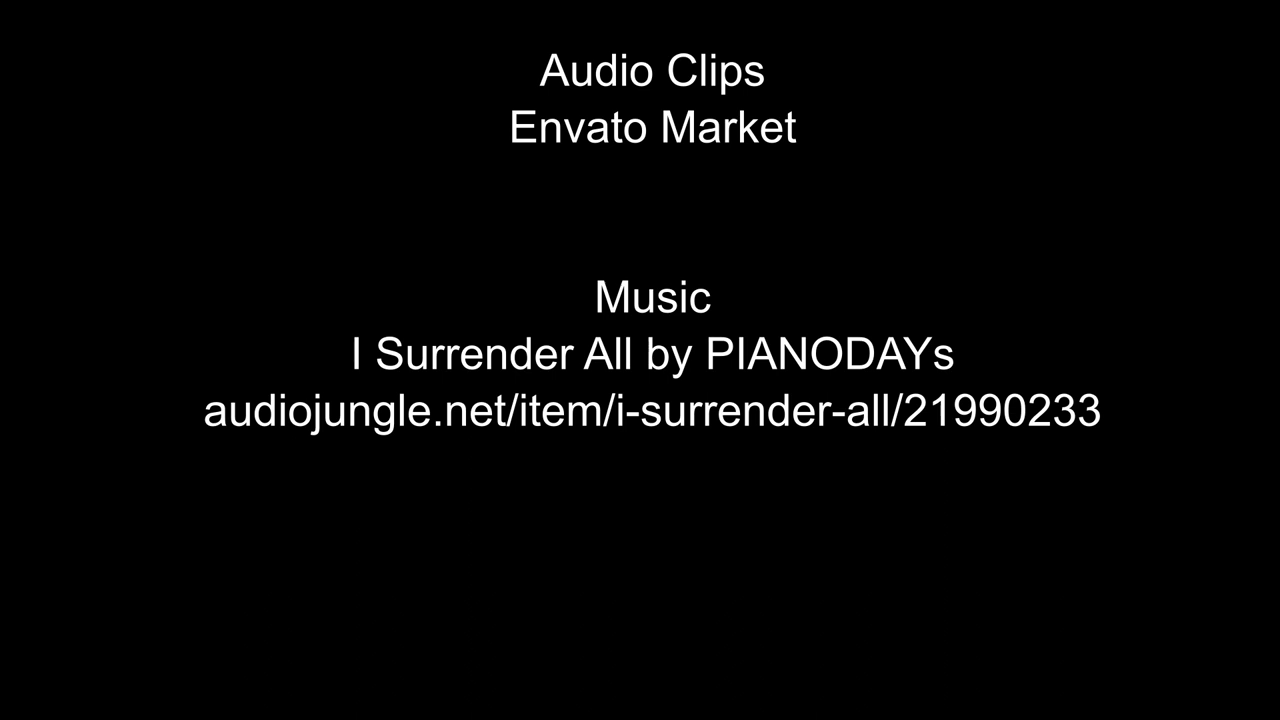 Audio Clips
Envato Market
Music
I Surrender All by PIANODAYs
audiojungle.net/item/i-surrender-all/21990233